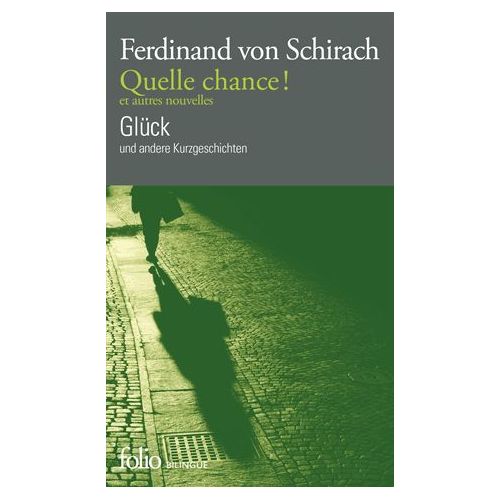 Ferdinand von Schirach
Quelle chance !
et autres nouvelles
Glück
und andere Kurzgeschichten
folio BILINGUE